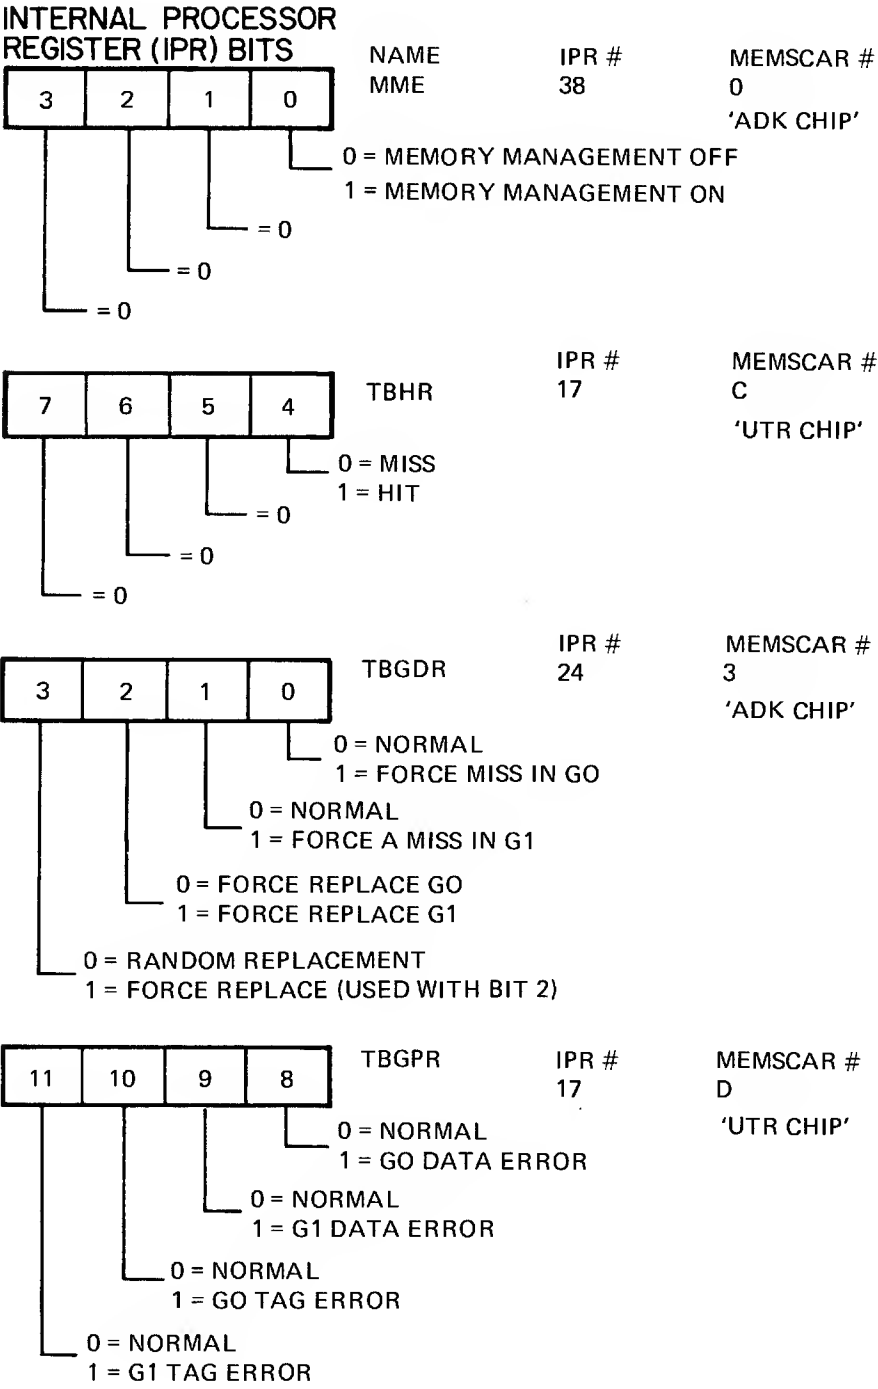 INTERNAL PROCESSOR
REGISTER (IPR) BITS
NAME IPR # MEMSCAR #
MME 38 0
'ADK CHIP'
3 2 1 0
0 = MEMORY MANAGEMENT OFF
1 = MEMORY MANAGEMENT ON
= 0
= 0
= 0
IPR # MEMSCAR #
TBHR 17 C
'UTR CHIP'
7 6 5 4
0 = MISS
1 = HIT
= 0
= 0
= 0
IPR # MEMSCAR #
TBGDR 24 3
'ADK CHIP'
3 2 1 0
0 = NORMAL
1 = FORCE MISS IN GO
0 = NORMAL
1 = FORCE A MISS IN G1
0 = FORCE REPLACE GO
1 = FORCE REPLACE G1
0 = RANDOM REPLACEMENT
1 = FORCE REPLACE (USED WITH BIT 2)
TBGPR IPR # MEMSCAR #
17 D
'UTR CHIP'
11 10 9 8
0 = NORMAL
1 = GO DATA ERROR
0 = NORMAL
1 = G1 DATA ERROR
0 = NORMAL
1 = GO TAG ERROR
0 = NORMAL
1 = G1 TAG ERROR